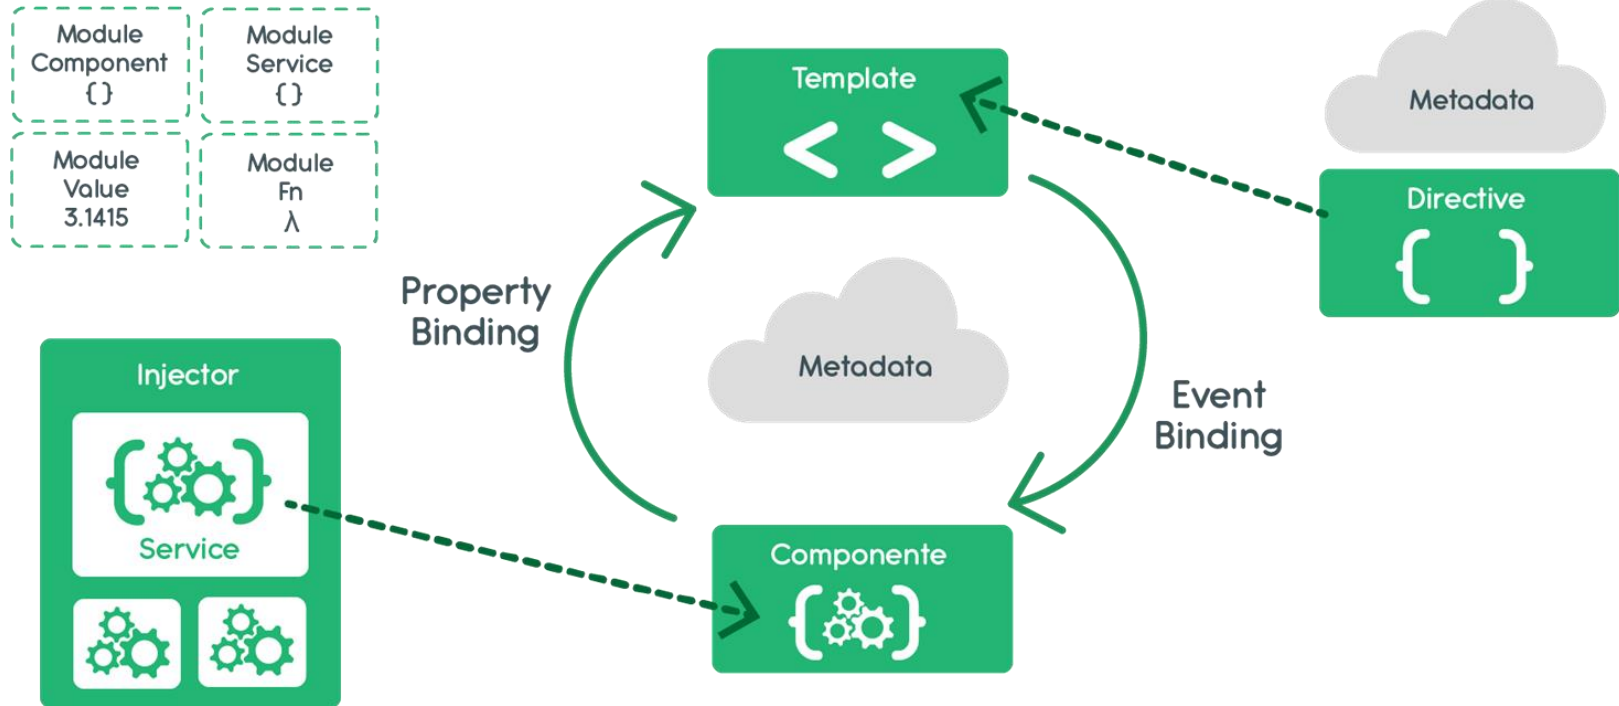 Module
Component
{}
Module
Service
{}
Module
Value
3.1415
Module
Fn
λ
Template
< >
Metadata
Directive
{ }
Property
Binding
Metadata
Event
Binding
Injector
{ }
Service
Componente
{ }